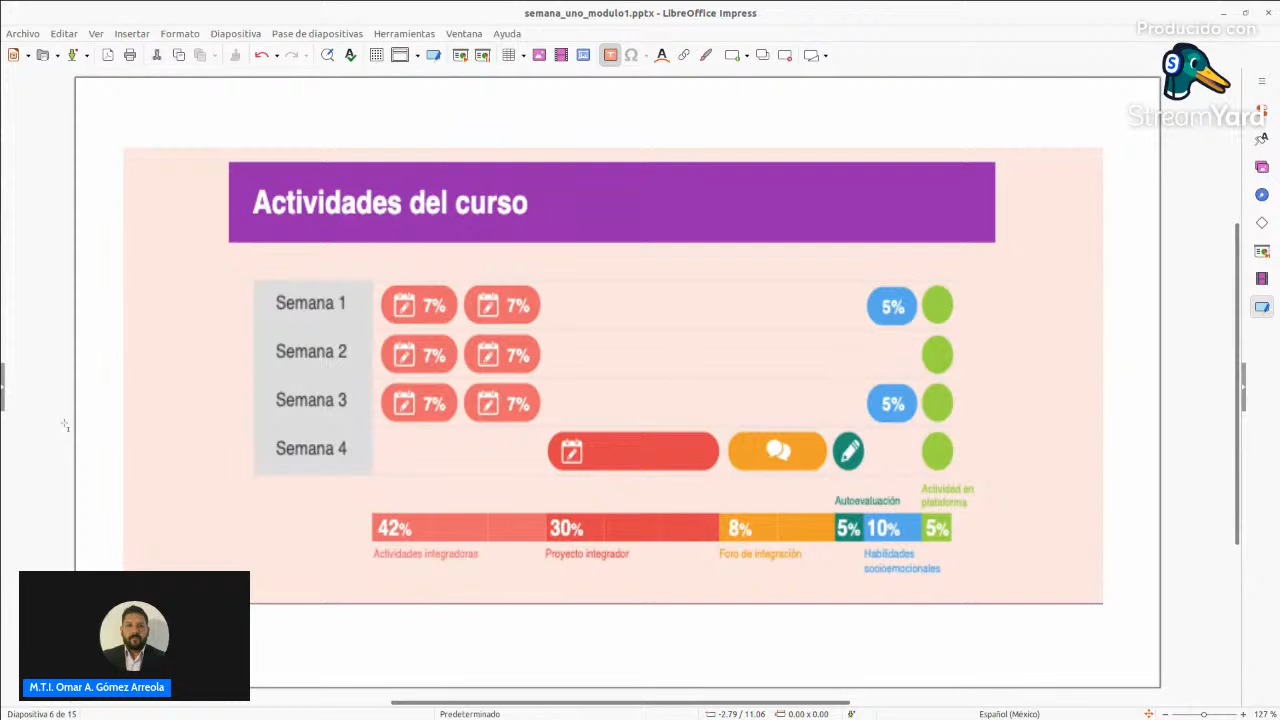 semana_uno_modulo1.pptx - LibreOffice Impress
Archivo Editar Ver Insertar Formato Diapositiva Pase de diapositivas Herramientas Ventana Ayuda
Producido con
StreamYard
Actividades del curso
Semana 1 7% 7% 5%
Semana 2 7% 7%
Semana 3 7% 7% 5%
Semana 4
Autoevaluación
Actividad en
plataforma
42% 30% 8% 5% 10% 5%
Actividades integradoras Proyecto integrador Foro de integración Habilidades
socioemocionales
M.T.I. Omar A. Gómez Arreola
Diapositiva 6 de 15 Predeterminado -2.79 / 11.06 0.00 x 0.00 Español (México) 127 %